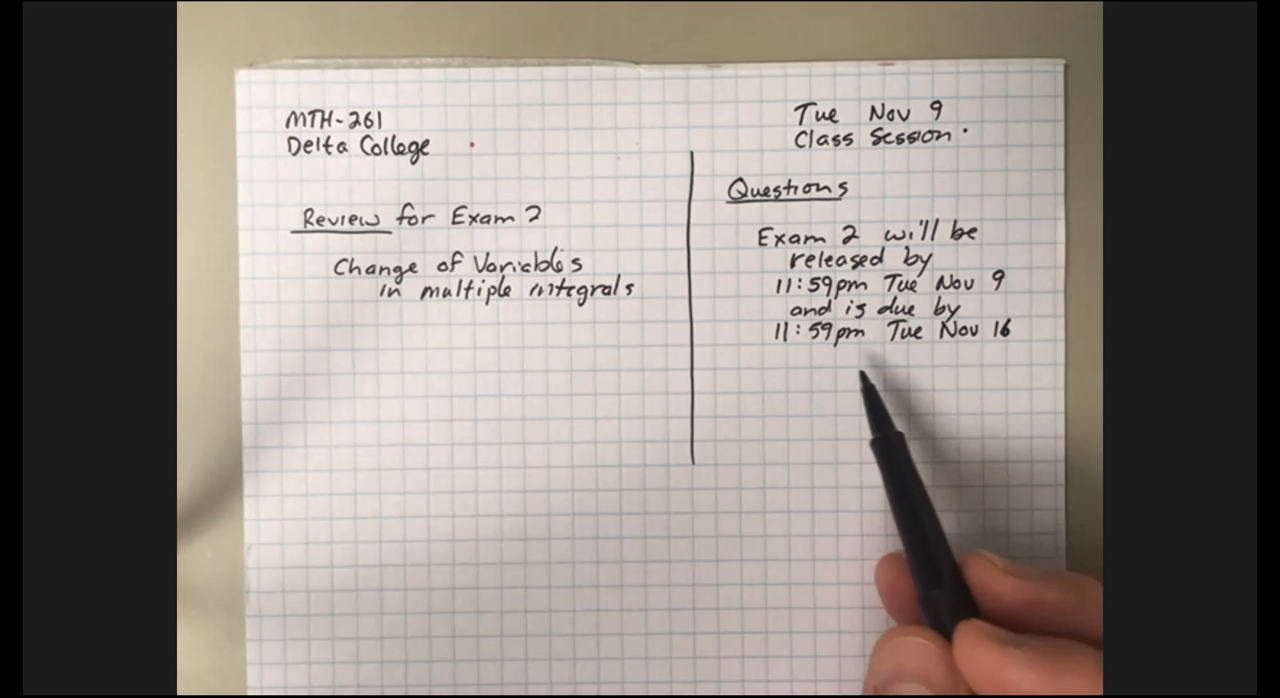 MTH-261
Delta College
Tue Nov 9
Class Session
Review for Exam 2
Change of Variables
in multiple integrals
Questions
Exam 2 will be
released by
11:59pm Tue Nov 9
and is due by
11:59pm Tue Nov 16